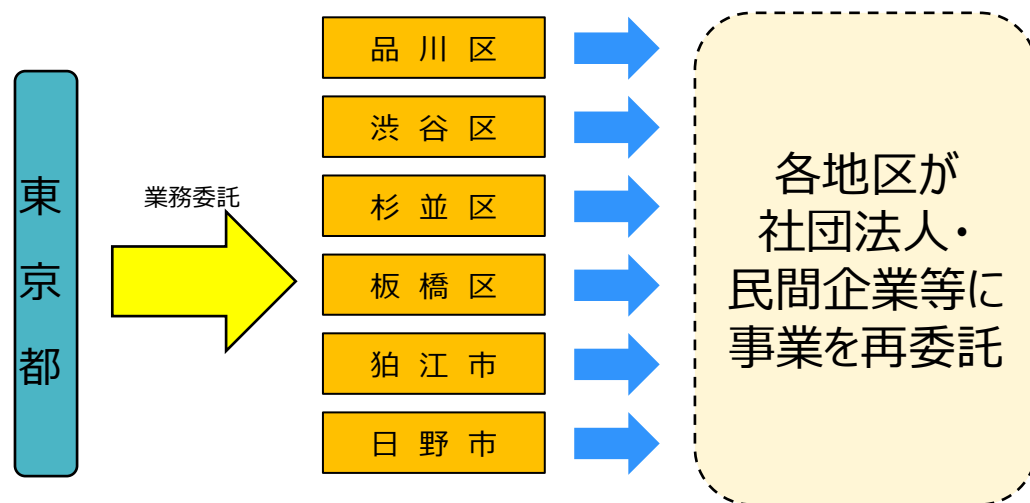 東京都
業務委託
品川区
渋谷区
杉並区
板橋区
狛江市
日野市
各地区が
社団法人・
民間企業等に
事業を再委託